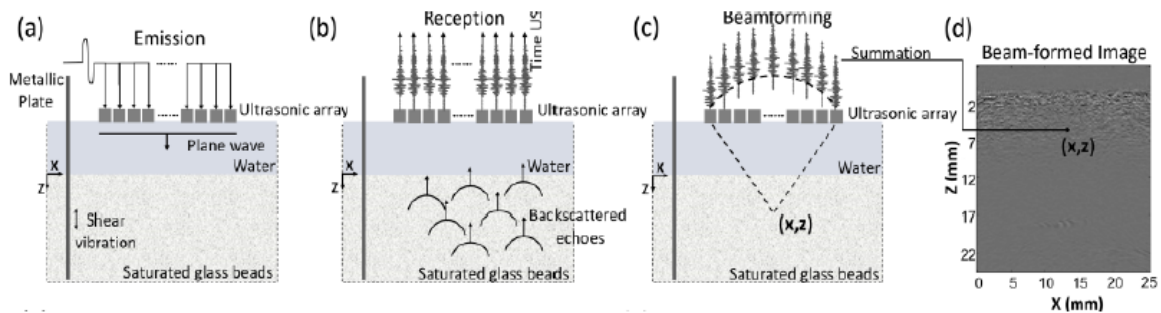 (a)
Emission
Metallic
Plate
Ultrasonic array
Plane wave
Water
X
Z
Shear
vibration
Saturated glass beads
(b)
Reception
Time US
Ultrasonic array
Water
X
Z
Backscattered
echoes
Saturated glass beads
(c)
Beamforming
Summation
Ultrasonic array
Water
X
Z
(x,z)
Saturated glass beads
(d)
Beam-formed Image
(x,z)
Z (mm)
2
7
12
17
22
0 5 10 15 20 25
X (mm)